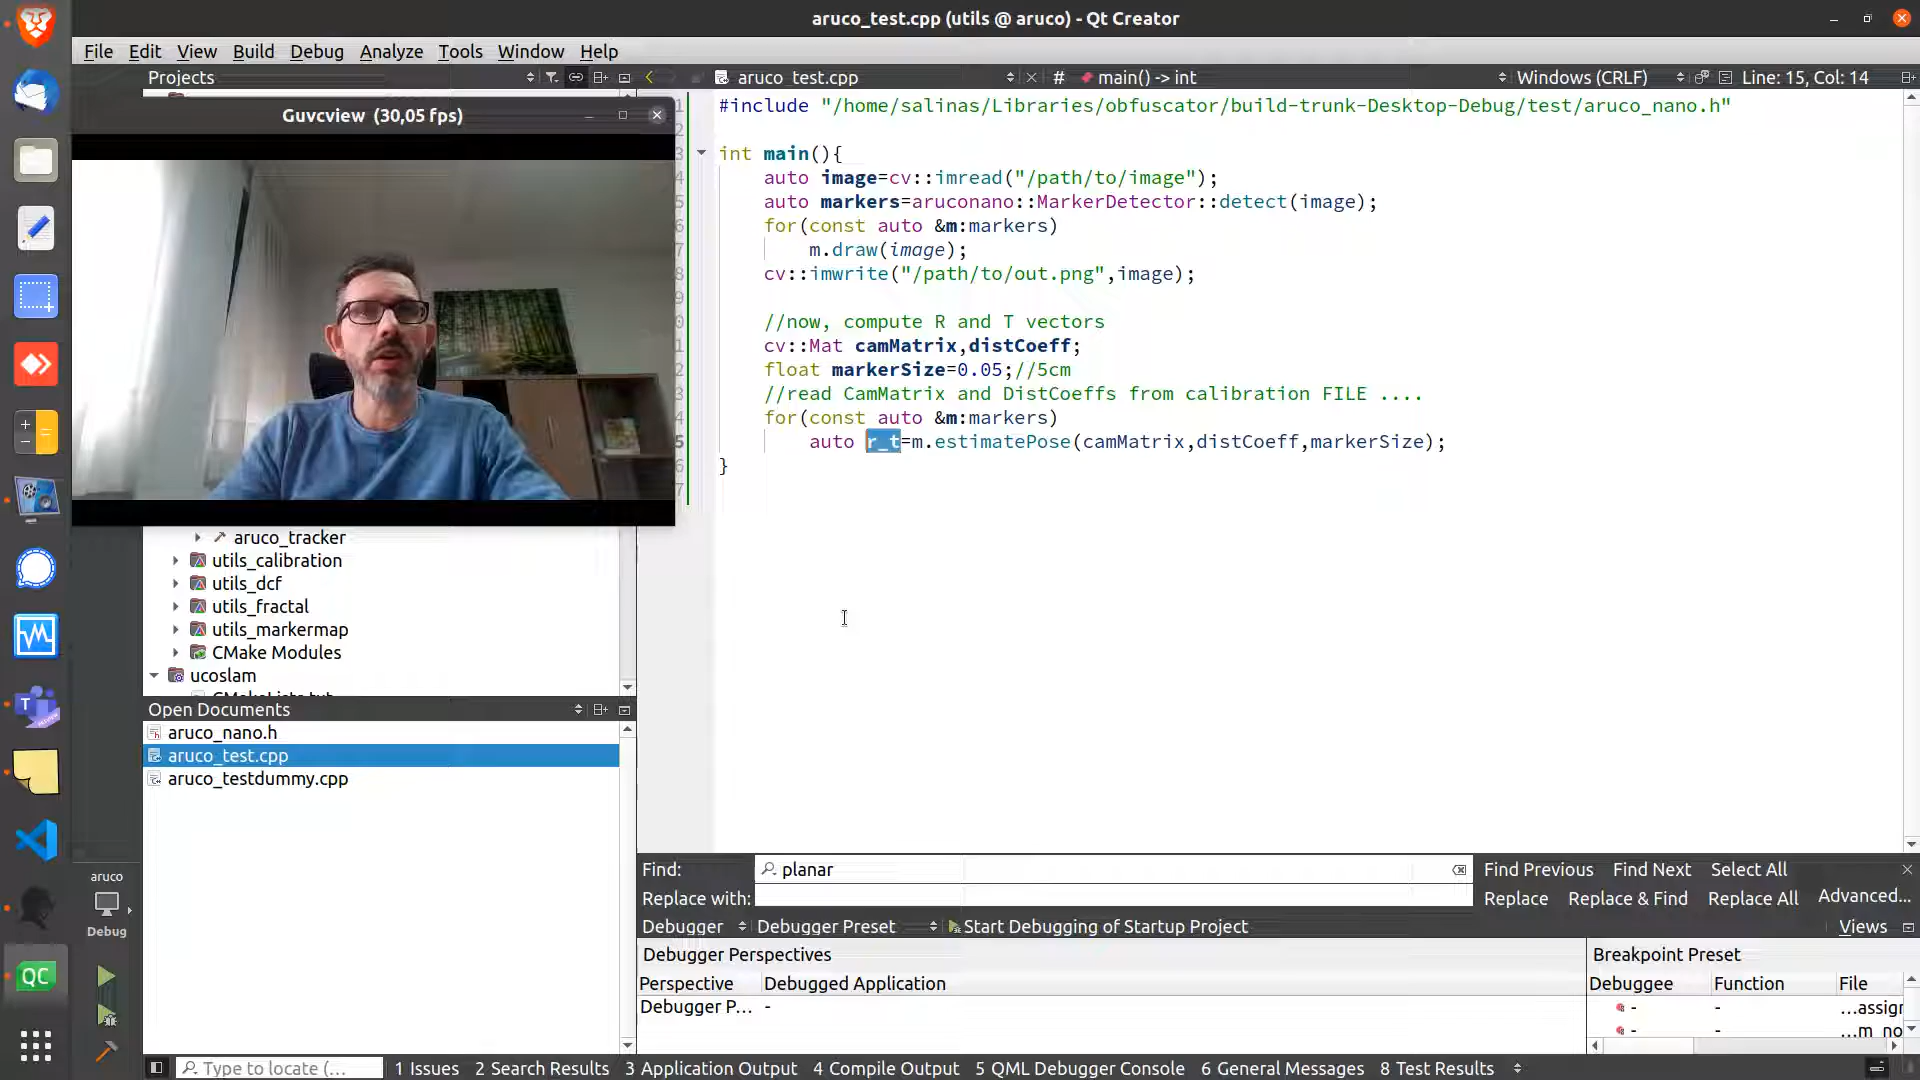 aruco_test.cpp (utils @ aruco) - Qt Creator
File Edit View Build Debug Analyze Tools Window Help
Projects
aruco_test.cpp
# main() -> int
Windows (CRLF)
Line: 15, Col: 14
Guvcview (30,05 fps)
#include "/home/salinas/Libraries/obfuscator/build-trunk-Desktop-Debug/test/aruco_nano.h"
int main(){
auto image=cv::imread("/path/to/image");
auto markers=aruconano::MarkerDetector::detect(image);
for(const auto &m:markers)
m.draw(image);
cv::imwrite("/path/to/out.png",image);
//now, compute R and T vectors
cv::Mat camMatrix,distCoeff;
float markerSize=0.05;//5cm
//read CamMatrix and DistCoeffs from calibration FILE ....
for(const auto &m:markers)
auto r_t=m.estimatePose(camMatrix,distCoeff,markerSize);
}
aruco_tracker
utils_calibration
utils_dcf
utils_fractal
utils_markermap
CMake Modules
ucoslam
CMakeLists.txt
Open Documents
aruco_nano.h
aruco_test.cpp
aruco_testdummy.cpp
aruco
Debug
QC
Find: planar
Find Previous Find Next Select All
Replace with:
Replace Replace & Find Replace All Advanced...
Debugger Debugger Preset Start Debugging of Startup Project Views
Debugger Perspectives
Perspective Debugged Application
Debugger P... -
Breakpoint Preset
Debuggee Function File
- - ...assign
- - ...m_no
Type to locate (...
1 Issues 2 Search Results 3 Application Output 4 Compile Output 5 QML Debugger Console 6 General Messages 8 Test Results